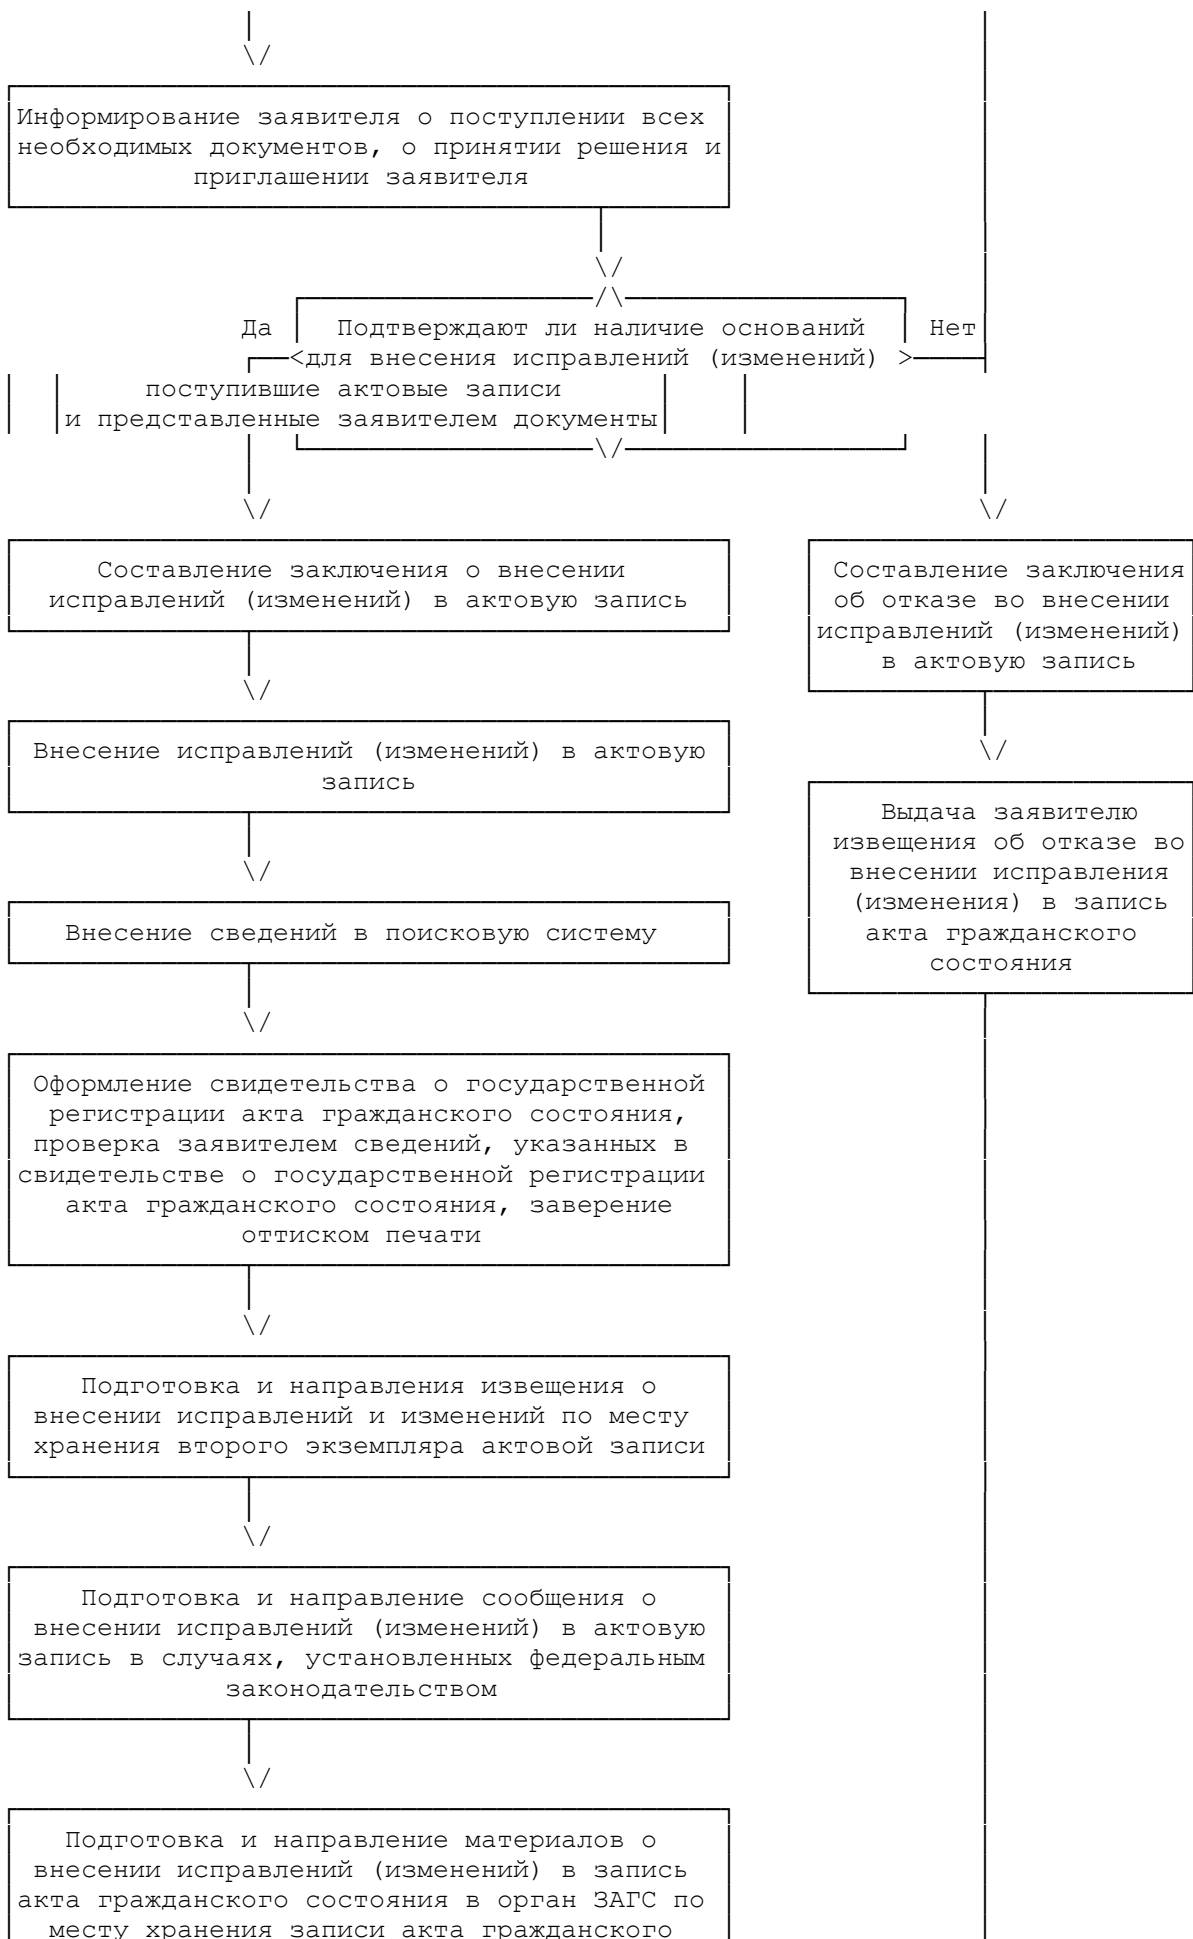 Информирование заявителя о поступлении всех
необходимых документов, о принятии решения и
приглашении заявителя
Да
Подтверждают ли наличие оснований
Нет
для внесения исправлений (изменений)
поступившие актовые записи
и представленные заявителем документы
Составление заключения о внесении
исправлений (изменений) в актовую запись
Составление заключения
об отказе во внесении
исправлений (изменений)
в актовую запись
Внесение исправлений (изменений) в актовую
запись
Выдача заявителю
извещения об отказе во
внесении исправления
(изменения) в запись
акта гражданского
состояния
Внесение сведений в поисковую систему
Оформление свидетельства о государственной
регистрации акта гражданского состояния,
проверка заявителем сведений, указанных в
свидетельстве о государственной регистрации
акта гражданского состояния, заверение
оттиском печати
Подготовка и направления извещения о
внесении исправлений и изменений по месту
хранения второго экземпляра актовой записи
Подготовка и направление сообщения о
внесении исправлений (изменений) в актовую
запись в случаях, установленных федеральным
законодательством
Подготовка и направление материалов о
внесении исправлений (изменений) в запись
акта гражданского состояния в орган ЗАГС по
месту хранения записи акта гражданского